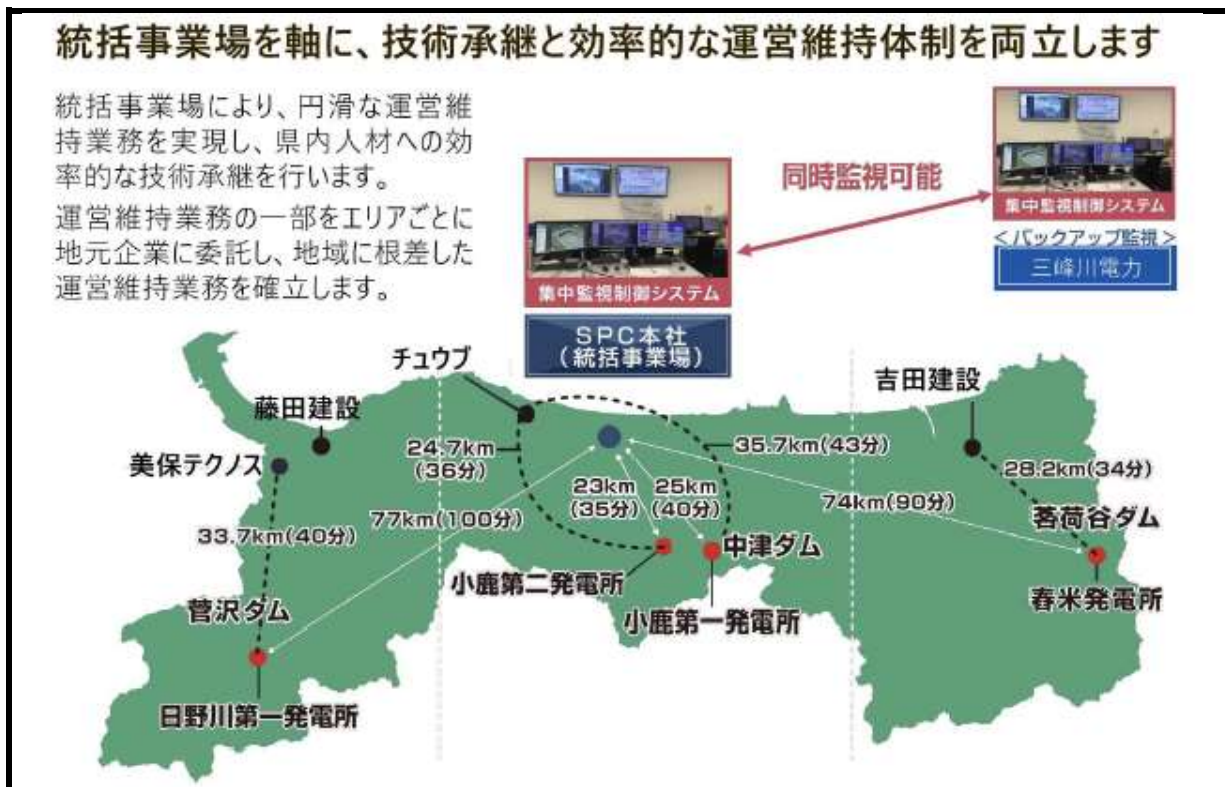 統括事業場を軸に、技術承継と効率的な運営維持体制を両立します
統括事業場により、円滑な運営維
持業務を実現し、県内人材への効
率的な技術承継を行います。
運営維持業務の一部をエリアごとに
地元企業に委託し、地域に根差した
運営維持業務を確立します。
同時監視可能
集中監視制御システム
<バックアップ監視>
三峰川電力
集中監視制御システム
SPC本社
(統括事業場)
チュウブ
吉田建設
藤田建設
美保テクノス
24.7km
(36分)
35.7km(43分)
28.2km(34分)
23km
(35分)
25km
(40分)
77km(100分)
74km(90分)
33.7km(40分)
茗荷谷ダム
中津ダム
小鹿第二発電所
春米発電所
菅沢ダム
小鹿第一発電所
日野川第一発電所